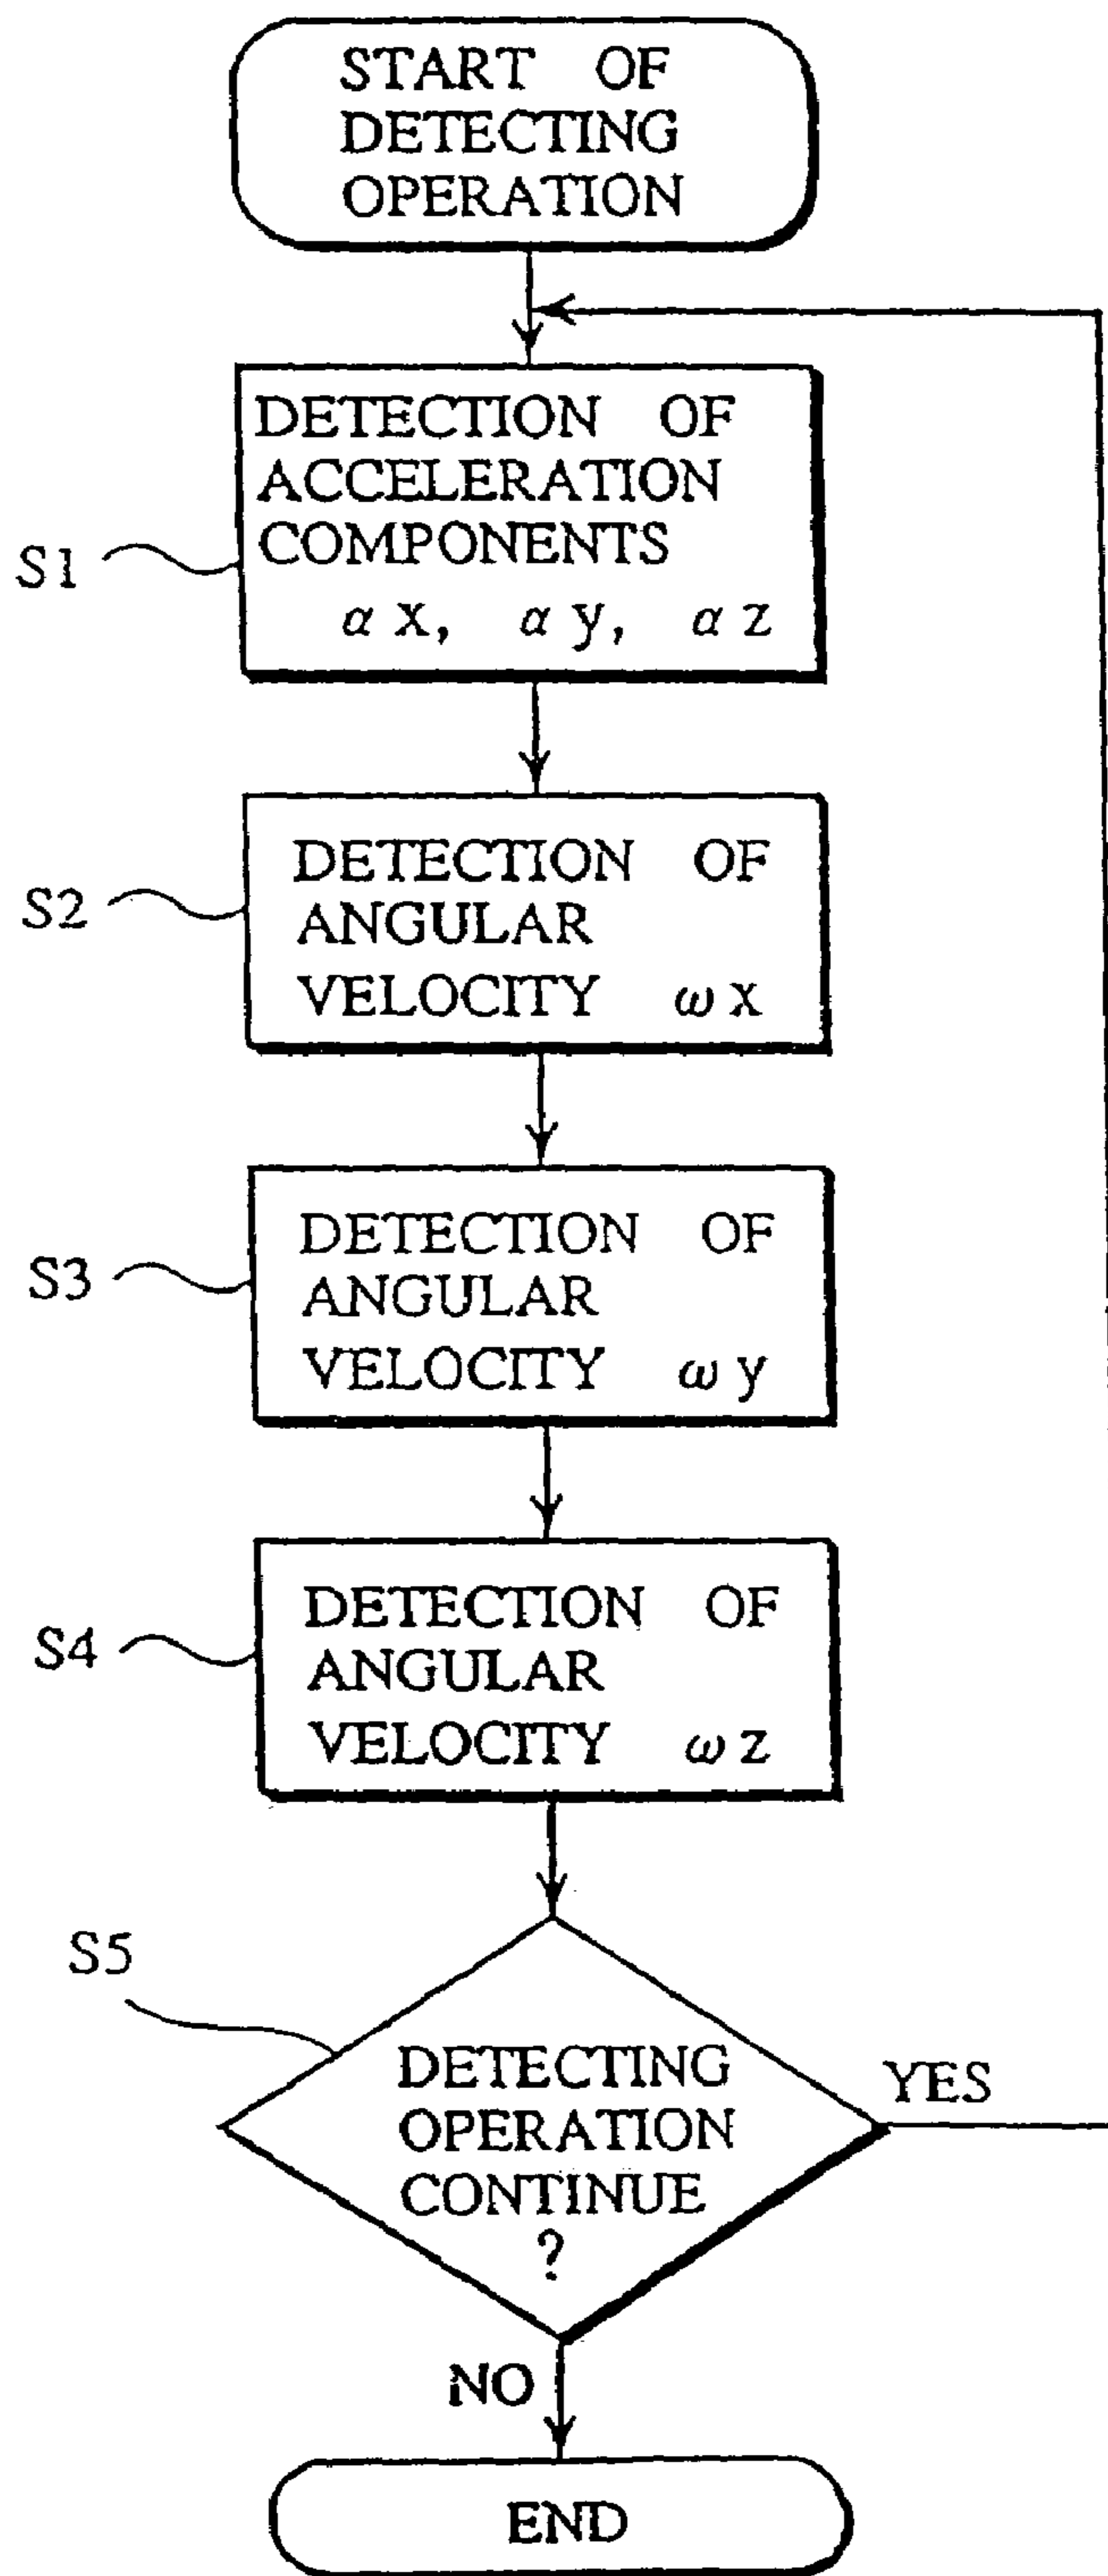 START OF
DETECTING
OPERATION
DETECTION OF
ACCELERATION
COMPONENTS
αx, αy, αz
S1
DETECTION OF
ANGULAR
VELOCITY ωx
S2
DETECTION OF
ANGULAR
VELOCITY ωy
S3
DETECTION OF
ANGULAR
VELOCITY ωz
S4
S5
DETECTING
OPERATION
CONTINUE
?
YES
NO
END